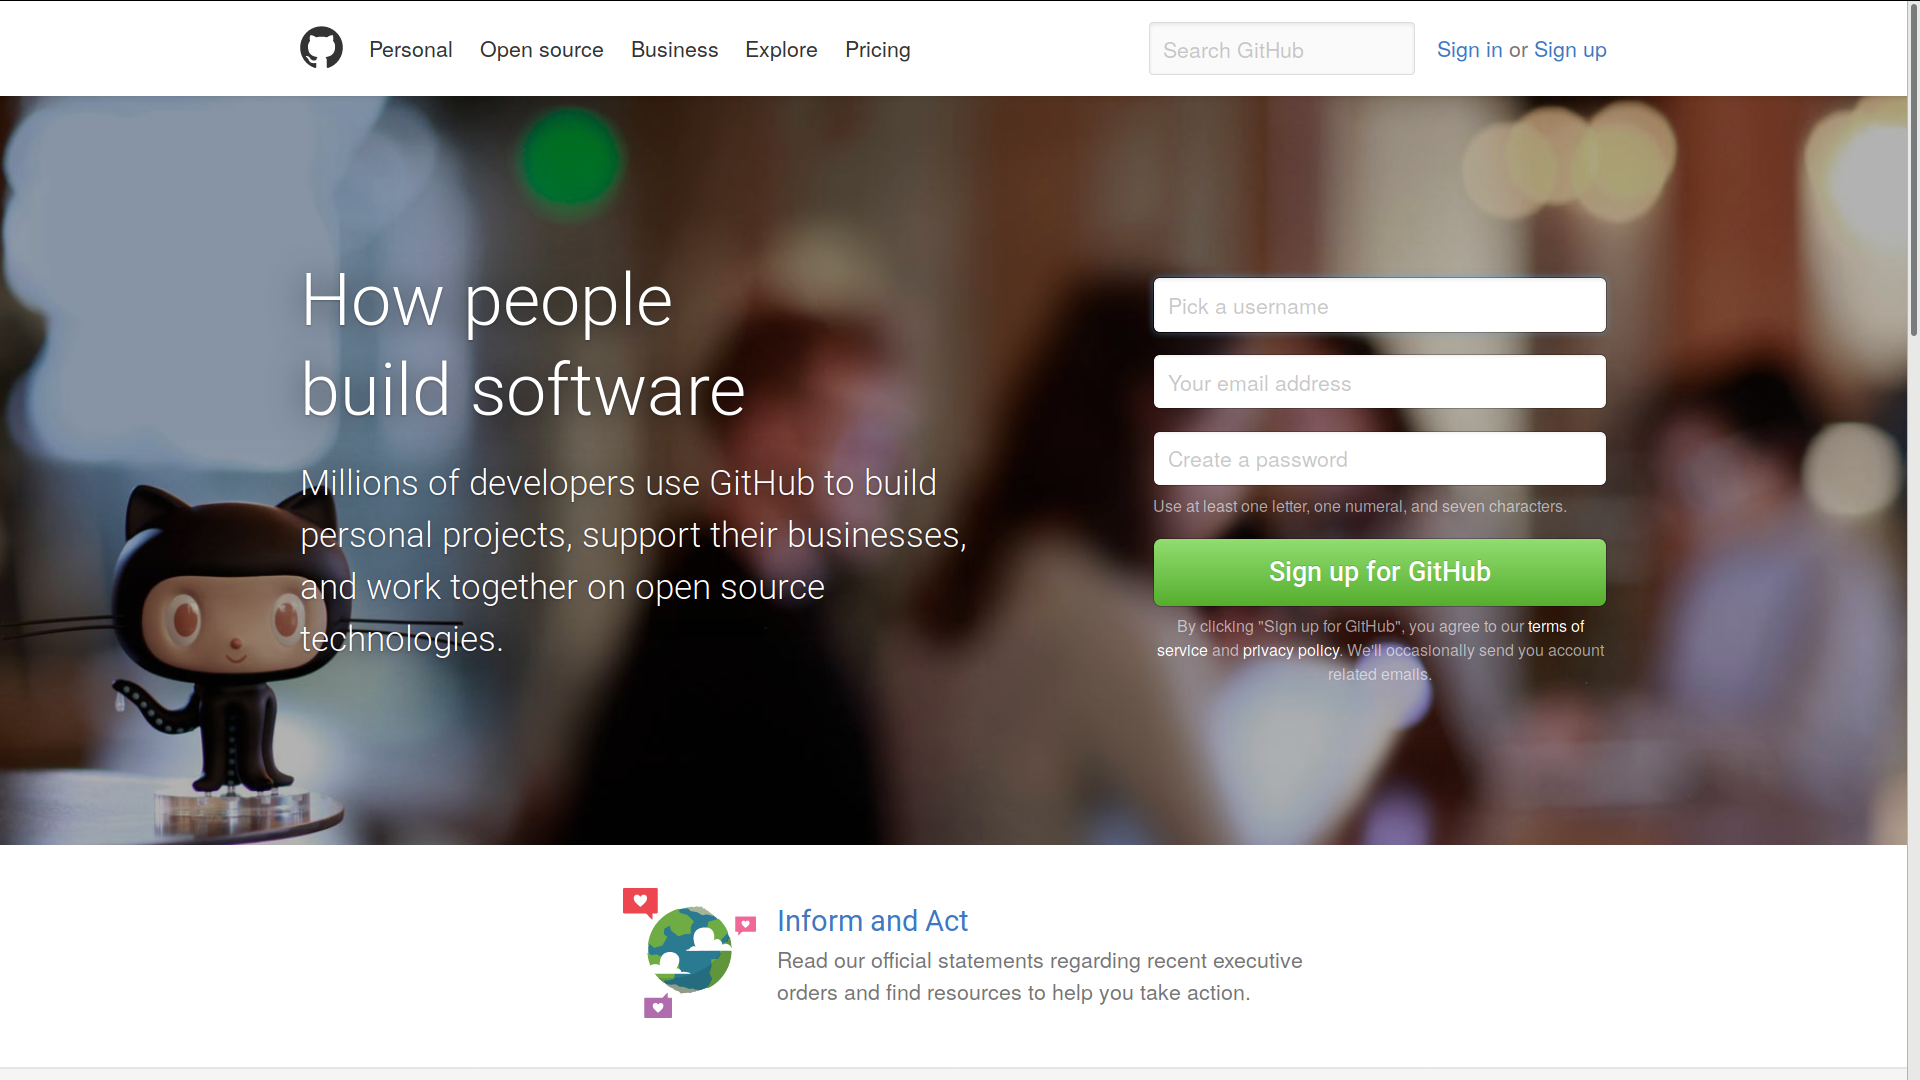 Personal Open source Business Explore Pricing Search GitHub Sign in or Sign up
How people
build software
Millions of developers use GitHub to build
personal projects, support their businesses,
and work together on open source
technologies.
Pick a username
Your email address
Create a password
Use at least one letter, one numeral, and seven characters.
Sign up for GitHub
By clicking "Sign up for GitHub", you agree to our terms of
service and privacy policy. We'll occasionally send you account
related emails.
Inform and Act
Read our official statements regarding recent executive
orders and find resources to help you take action.